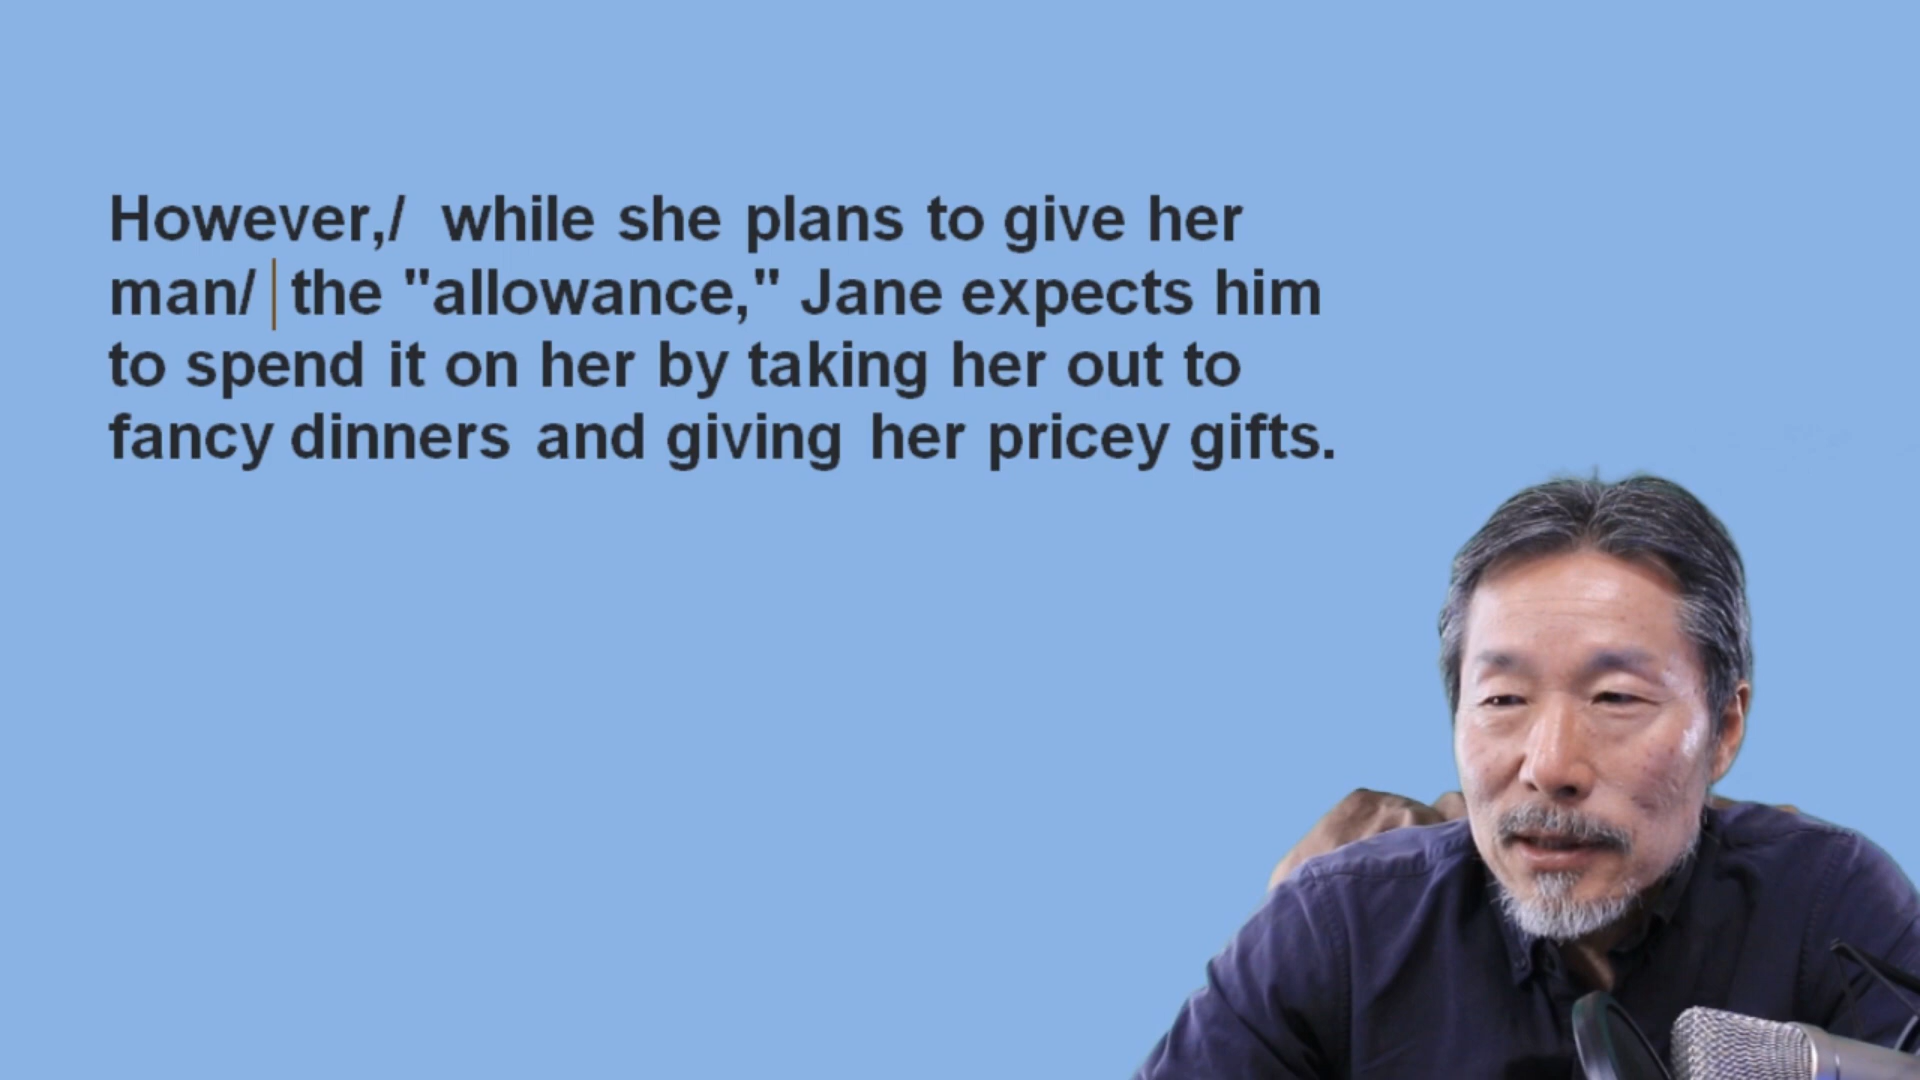 However,/  while she plans to give her
man/ the "allowance," Jane expects him
to spend it on her by taking her out to
fancy dinners and giving her pricey gifts.